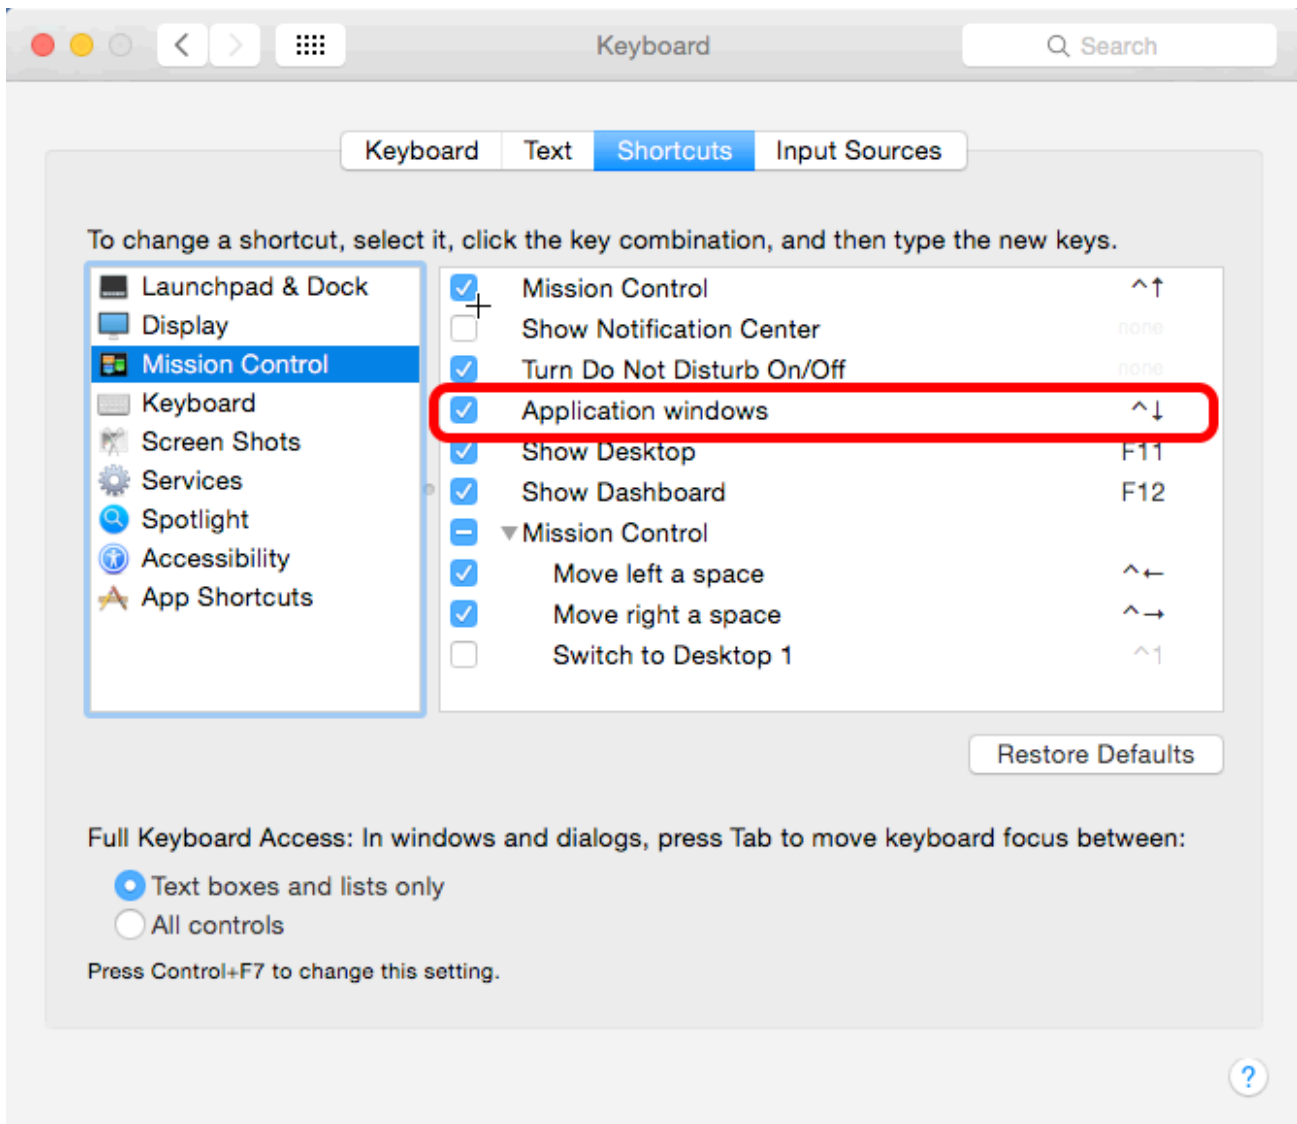 Keyboard
Search
Keyboard Text Shortcuts Input Sources
To change a shortcut, select it, click the key combination, and then type the new keys.
Launchpad & Dock
Display
Mission Control
Keyboard
Screen Shots
Services
Spotlight
Accessibility
App Shortcuts
Mission Control ^↑
Show Notification Center none
Turn Do Not Disturb On/Off none
Application windows ^↓
Show Desktop F11
Show Dashboard F12
Mission Control
Move left a space ^←
Move right a space ^→
Switch to Desktop 1 ^1
Restore Defaults
Full Keyboard Access: In windows and dialogs, press Tab to move keyboard focus between:
Text boxes and lists only
All controls
Press Control+F7 to change this setting.
?